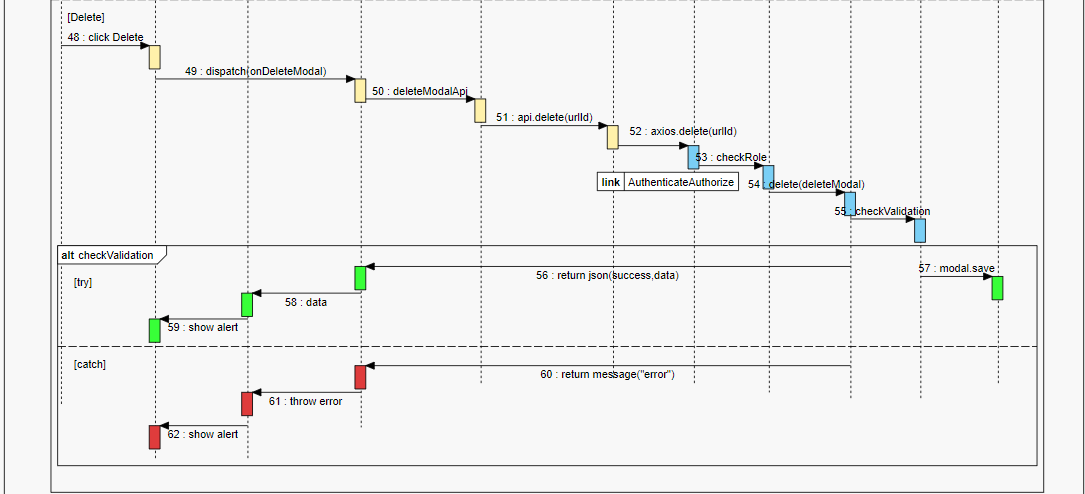 [Delete]
48 : click Delete
49 : dispatch(onDeleteModal)
50 : deleteModalApi
51 : api.delete(urlId)
52 : axios.delete(urlId)
53 : checkRole
link AuthenticateAuthorize
54 : delete(deleteModal)
55 : checkValidation
alt checkValidation
56 : return json(success,data)
57 : modal.save
[try]
58 : data
59 : show alert
[catch]
60 : return message("error")
61 : throw error
62 : show alert